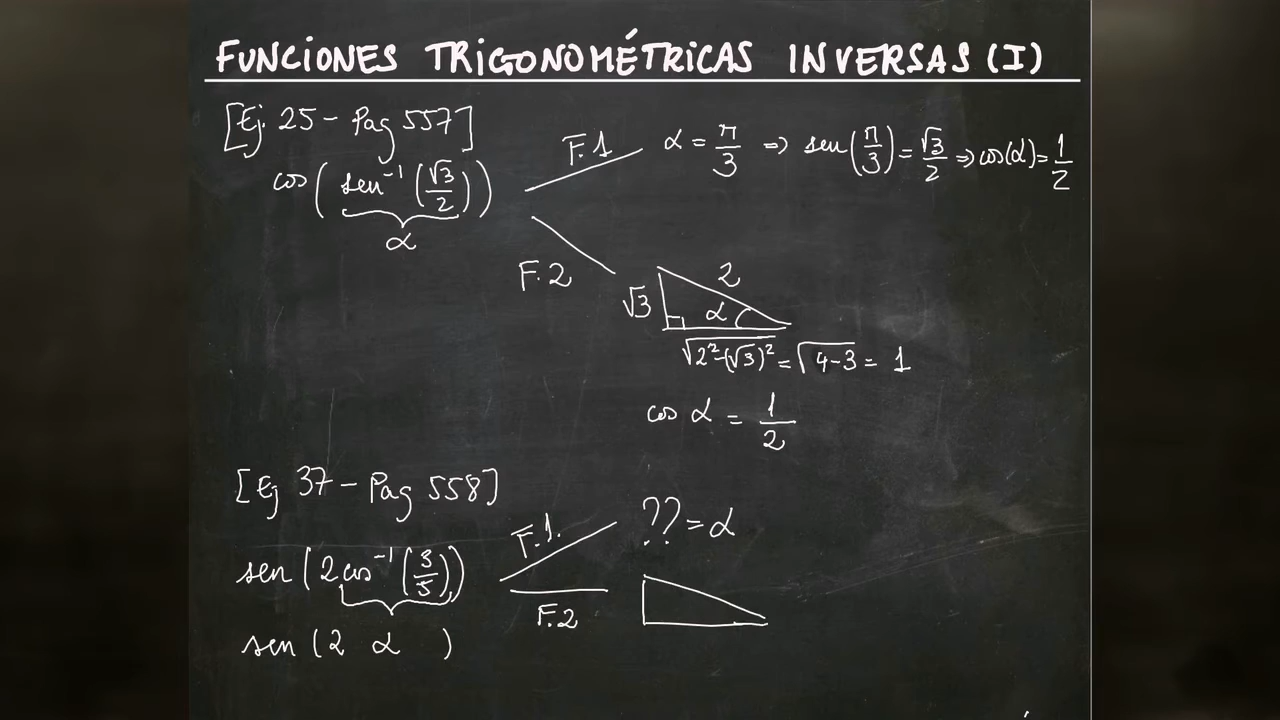 FUNCIONES TRIGONOMÉTRICAS INVERSAS (I)
[Ej. 25 - Pag 557]
cos(sen⁻¹(√3/2))
α
F.1 α = π/3 ⇒ sen(π/3) = √3/2 ⇒ cos(α) = 1/2
F.2
2
√3
α
√2²-(√3)² = √4-3 = 1
cos α = 1/2
[Ej 37 - Pag 558]
sen(2cos⁻¹(3/5))
F.1. ?? = α
F.2
sen(2 α )